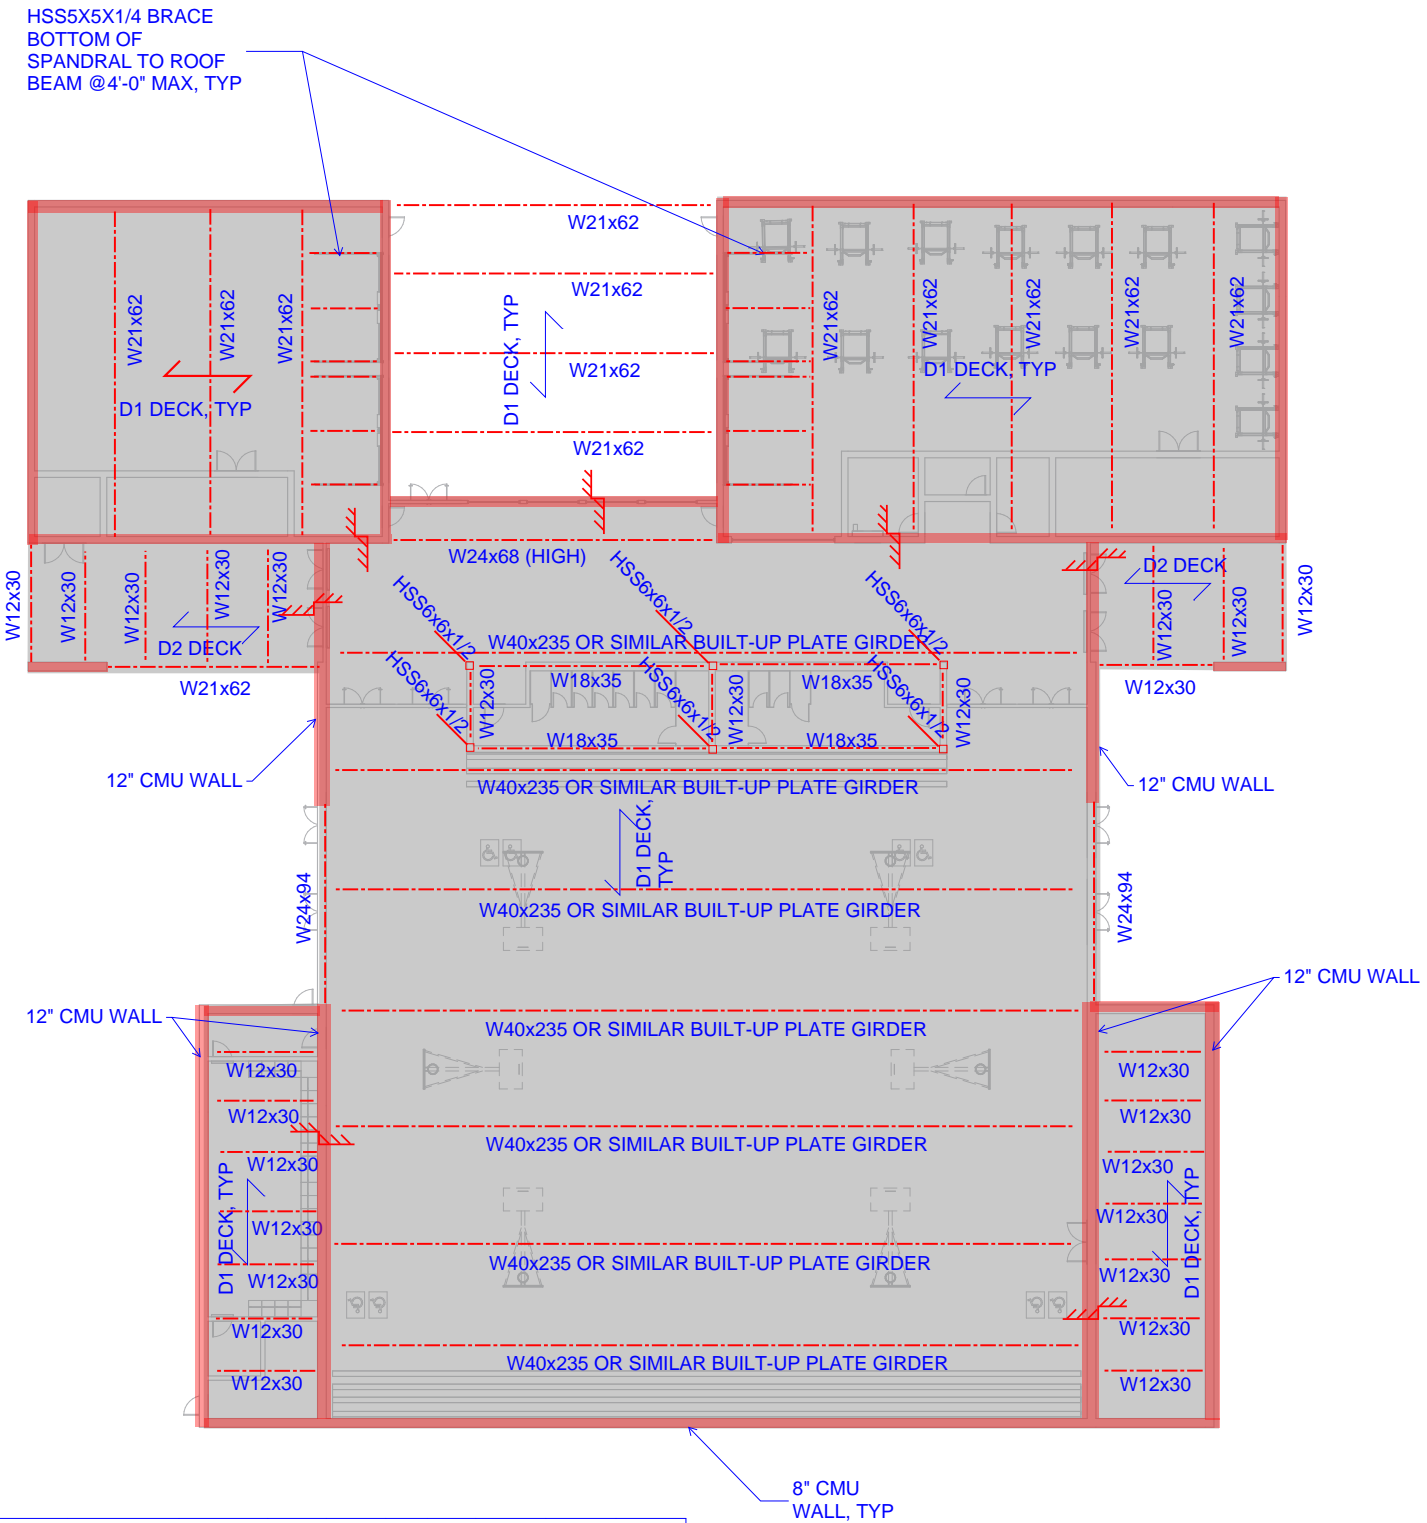 HSS5X5X1/4 BRACE
BOTTOM OF
SPANDRAL TO ROOF
BEAM @4'-0" MAX, TYP
W21x62
W21x62
W21x62
W21x62
D1 DECK, TYP
W21x62
W21x62
W21x62
D1 DECK, TYP
W21x62
W21x62
W21x62
W21x62
W21x62
D1 DECK, TYP
W24x68 (HIGH)
W12x30
W12x30
W12x30
W12x30
W12x30
D2 DECK
W21x62
D2 DECK
W12x30
W12x30
W12x30
W12x30
HSS6x6x1/2
HSS6x6x1/2
HSS6x6x1/2
W40x235 OR SIMILAR BUILT-UP PLATE GIRDER
HSS6x6x1/2
HSS6x6x1/2
HSS6x6x1/2
W18x35
W18x35
W12x30
W12x30
W12x30
W18x35
W18x35
12" CMU WALL
12" CMU WALL
W40x235 OR SIMILAR BUILT-UP PLATE GIRDER
D1 DECK,
TYP
W24x94
W24x94
W40x235 OR SIMILAR BUILT-UP PLATE GIRDER
12" CMU WALL
12" CMU WALL
W40x235 OR SIMILAR BUILT-UP PLATE GIRDER
W12x30
W12x30
W12x30
W12x30
W40x235 OR SIMILAR BUILT-UP PLATE GIRDER
W12x30
W12x30
D1 DECK, TYP
D1 DECK, TYP
W12x30
W12x30
W40x235 OR SIMILAR BUILT-UP PLATE GIRDER
W12x30
W12x30
W12x30
W12x30
W40x235 OR SIMILAR BUILT-UP PLATE GIRDER
W12x30
W12x30
8" CMU
WALL, TYP